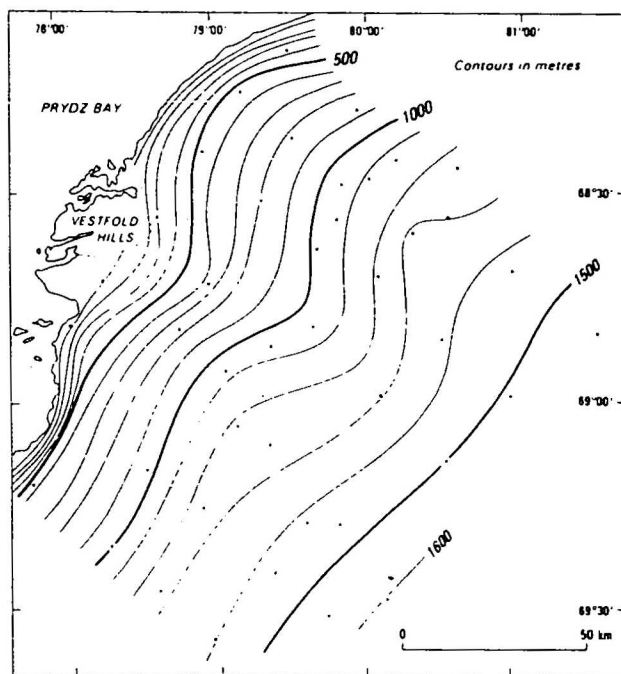 78°00' 79°00' 80°00' 81°00'
500
Contours in metres
PRYDZ BAY
1000
68°30'
VESTFOLD
HILLS
1500
69°00'
1600
69°30'
0 50 km